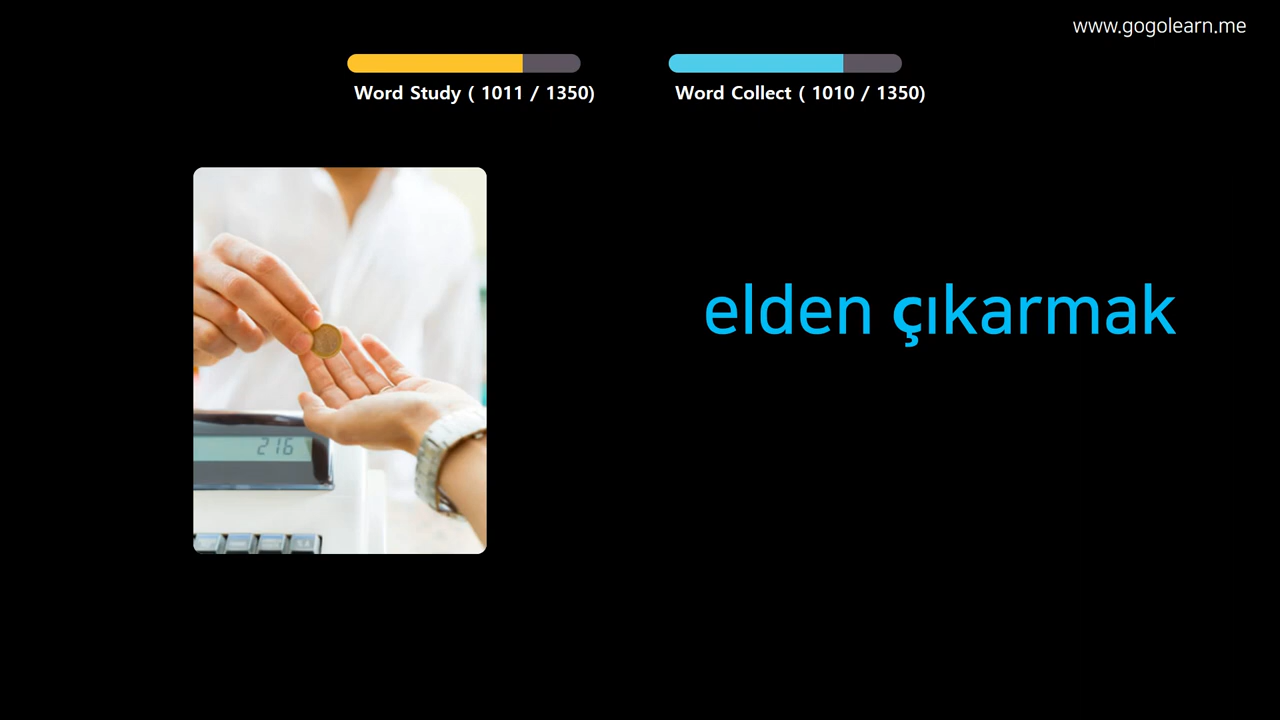 www.gogolearn.me
Word Study ( 1011 / 1350)
Word Collect ( 1010 / 1350)
elden çıkarmak
216